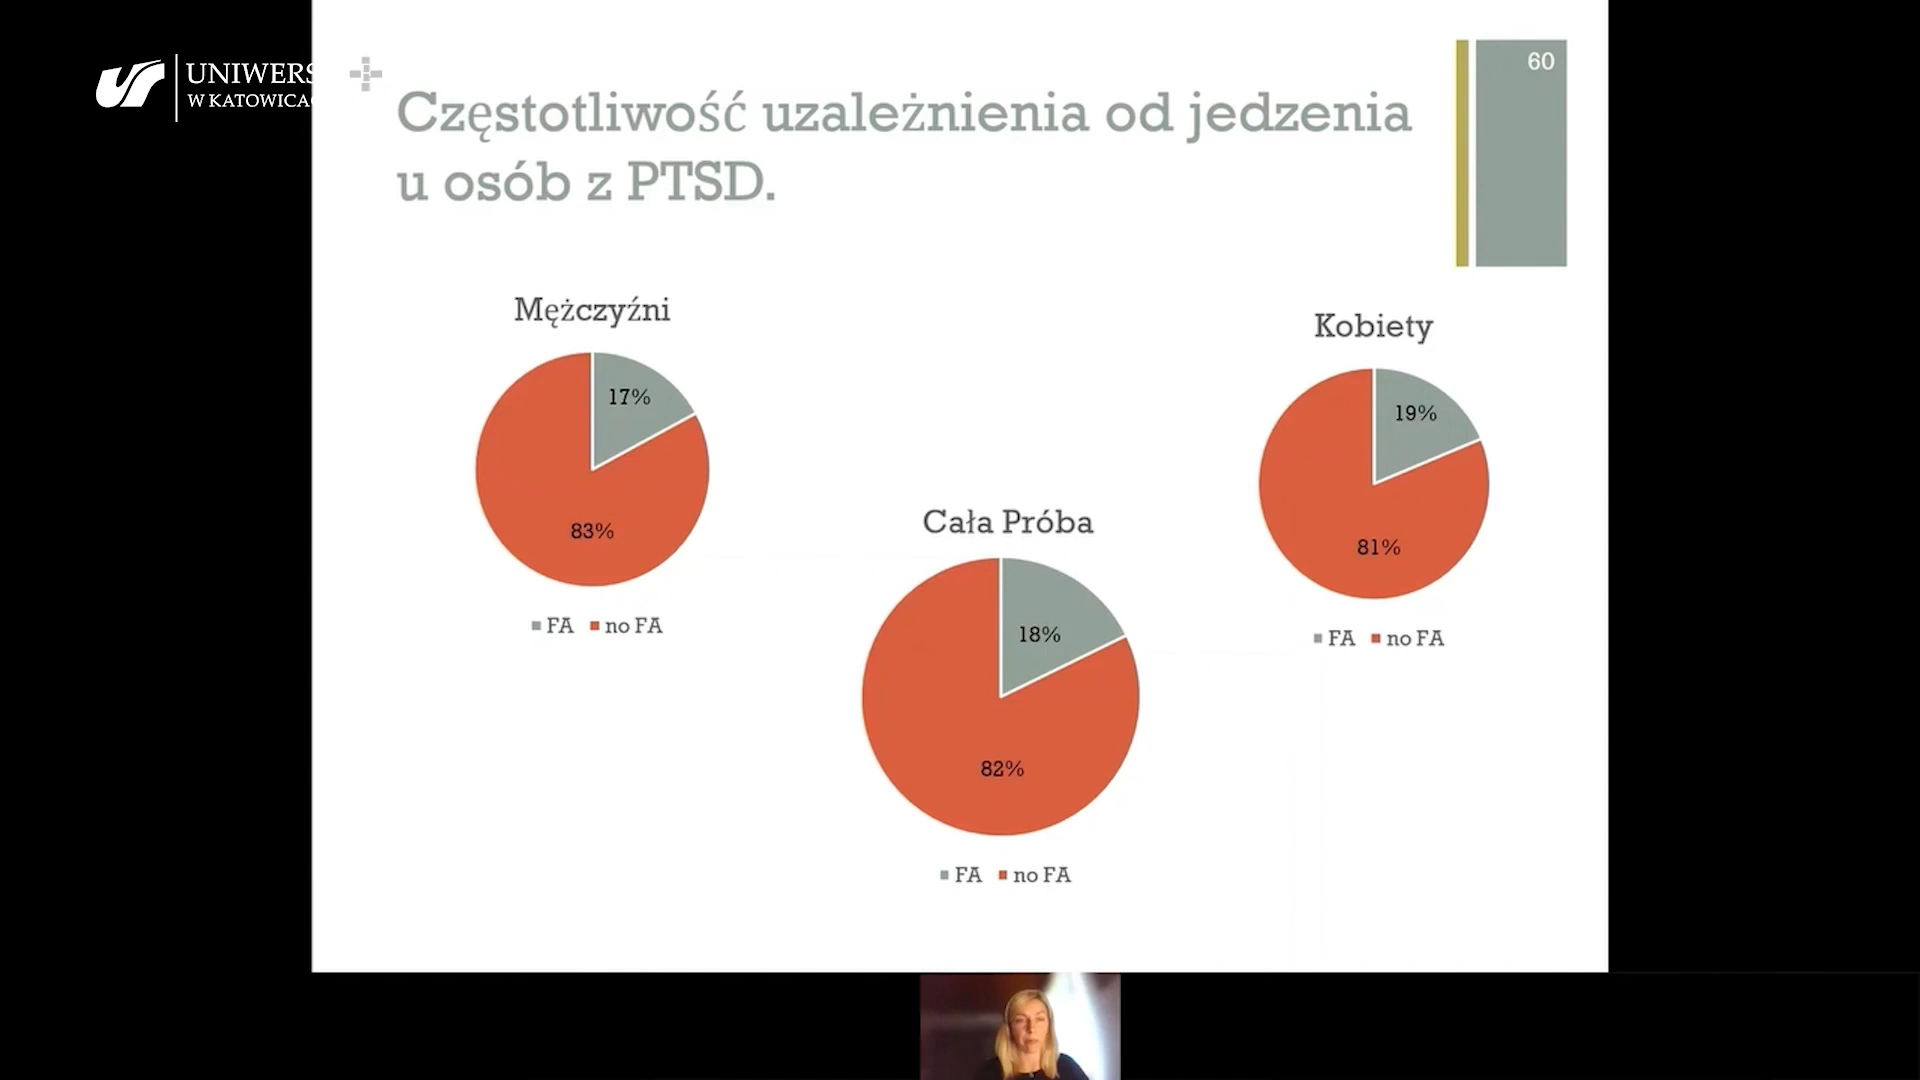 UNIWERS
W KATOWICA
60
Częstotliwość uzależnienia od jedzenia
u osób z PTSD.
Mężczyźni
17%
83%
FA no FA
Cała Próba
18%
82%
FA no FA
Kobiety
19%
81%
FA no FA